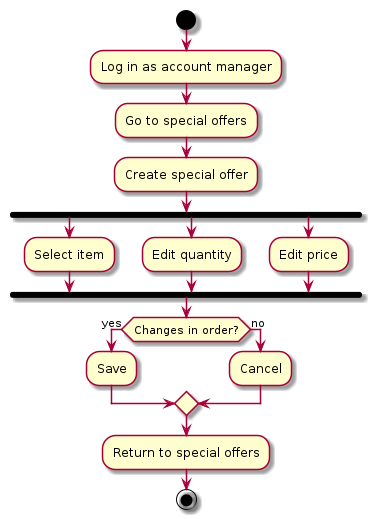 Log in as account manager
Go to special offers
Create special offer
Select item
Edit quantity
Edit price
yes
Changes in order?
no
Save
Cancel
Return to special offers